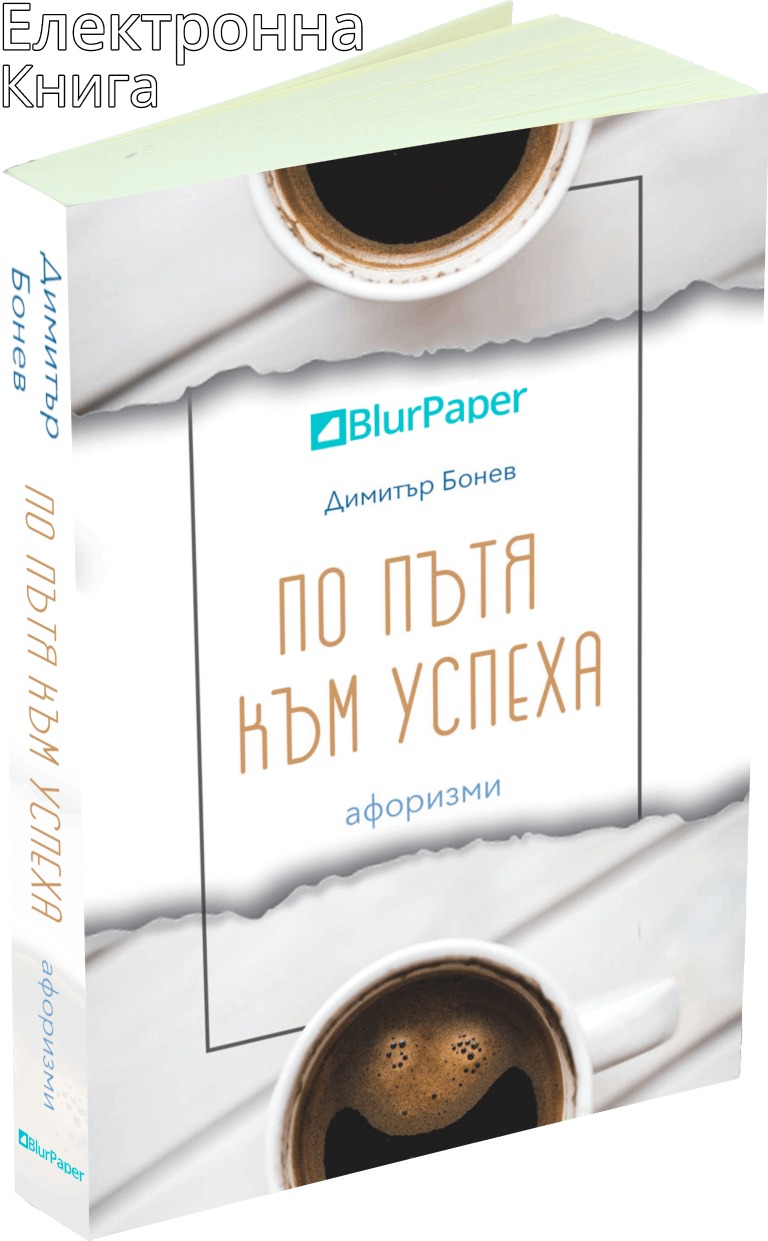 Електронна
Книга
BlurPaper
Димитър Бонев
ПО ПЪТЯ
КЪМ УСПЕХА
афоризми
Димитър
Бонев
ПО ПЪТЯ КЪМ УСПЕХА
афоризми
BlurPaper